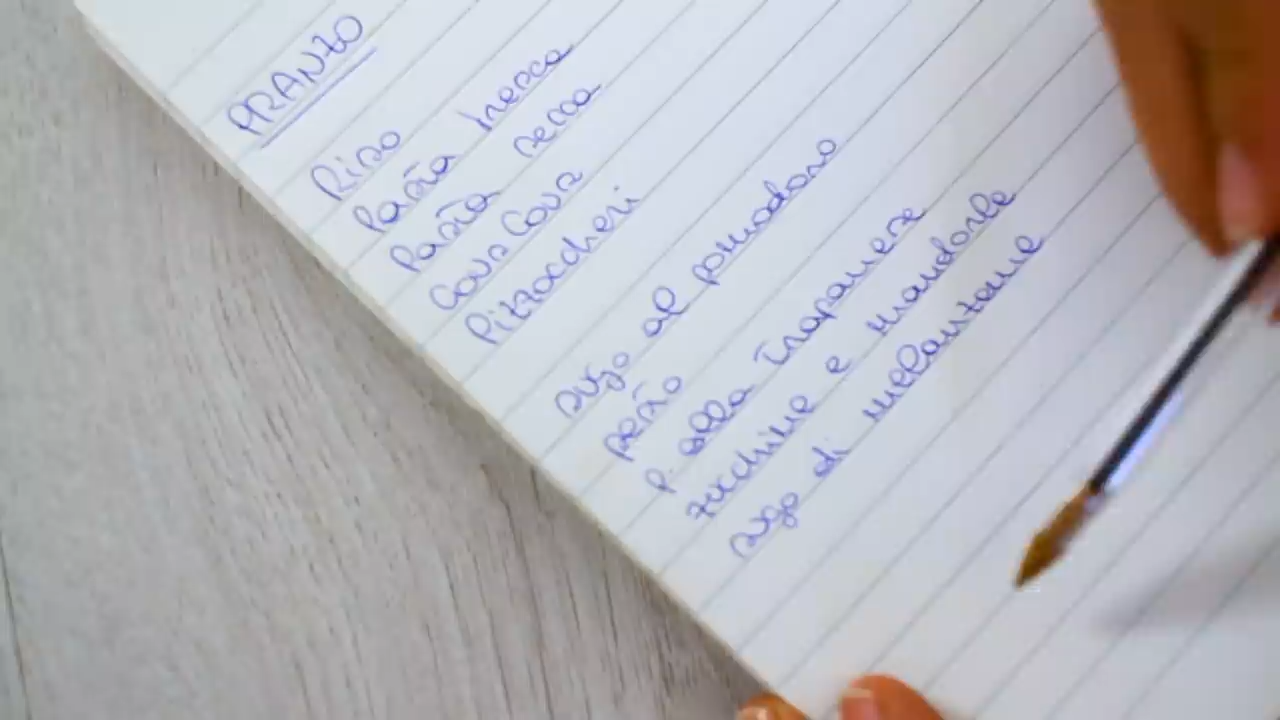 PRANZO
Riso
Pasta fresca
Pasta secca
Cous Cous
Pizzoccheri
sugo al pomodoro
pesto
p. alla trapanese
zucchine e mandorle
sugo di melanzane